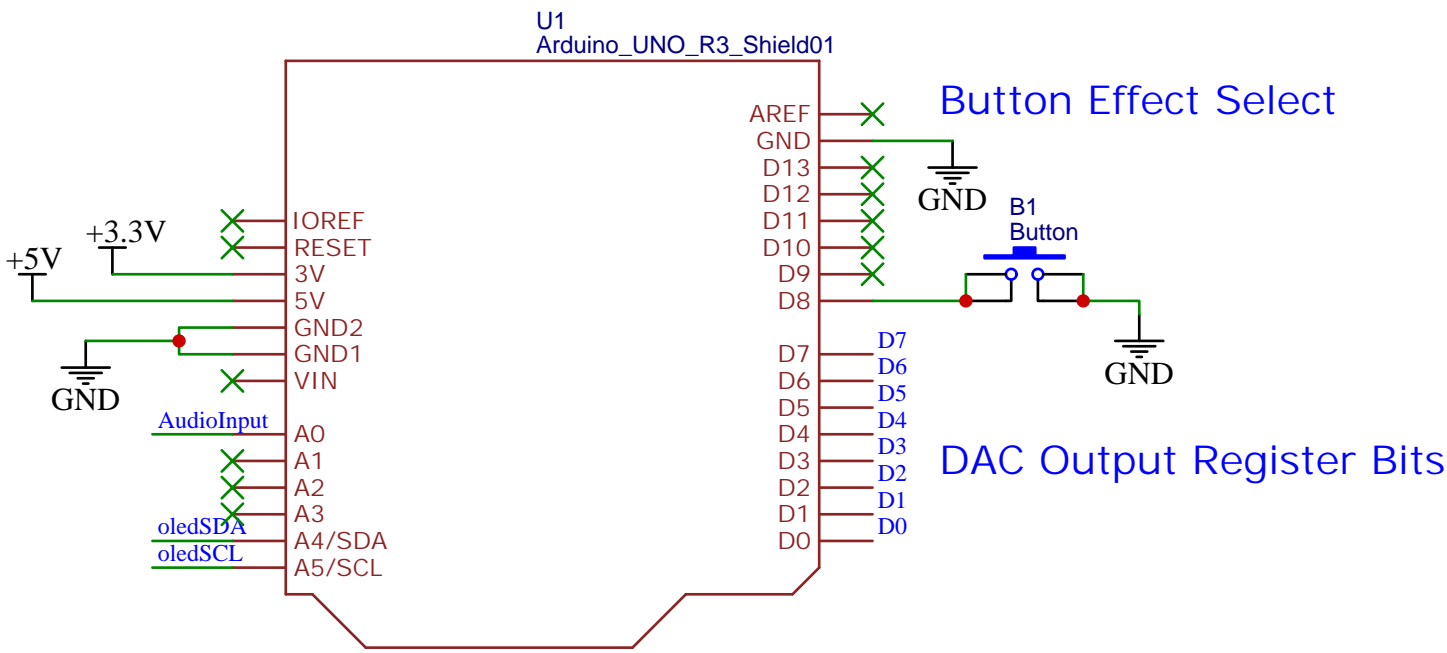 U1
Arduino_UNO_R3_Shield01
Button Effect Select
AREF
GND
D13
D12
D11
D10
D9
D8
GND
B1
Button
GND
IOREF
RESET
3V
5V
GND2
GND1
VIN
+3.3V
+5V
GND
AudioInput
A0
A1
A2
A3
oledSDA
A4/SDA
oledSCL
A5/SCL
D7
D6
D5
D4
D3
D2
D1
D0
D7
D6
D5
D4
D3
D2
D1
D0
DAC Output Register Bits